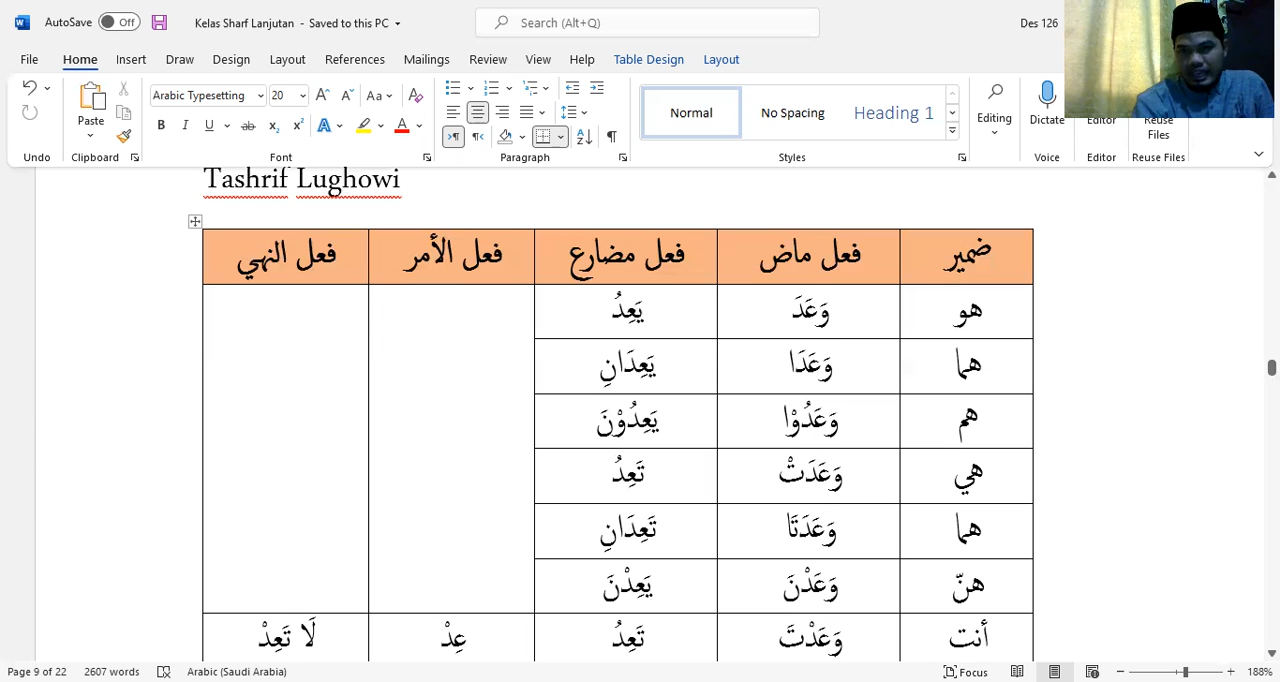 AutoSave Off Kelas Sharf Lanjutan - Saved to this PC Search (Alt+Q) Des 126
File Home Insert Draw Design Layout References Mailings Review View Help Table Design Layout
Arabic Typesetting 20 A A Aa
Paste B I U ab x₂ x² A A Normal No Spacing Heading 1 Editing Dictate Editor Reuse Files
Undo Clipboard Font Paragraph Styles Voice Editor Reuse Files
Tashrif Lughowi
ضمير فعل ماض فعل مضارع فعل الأمر فعل النهي
هو وَعَدَ يَعِدُ
هما وَعَدَا يَعِدَانِ
هم وَعَدُوْا يَعِدُوْنَ
هي وَعَدَتْ تَعِدُ
هما وَعَدَتَا تَعِدَانِ
هنّ وَعَدْنَ يَعِدْنَ
أنت وَعَدْتَ تَعِدُ عِدْ لَا تَعِدْ
Page 9 of 22 2607 words Arabic (Saudi Arabia) Focus 188%